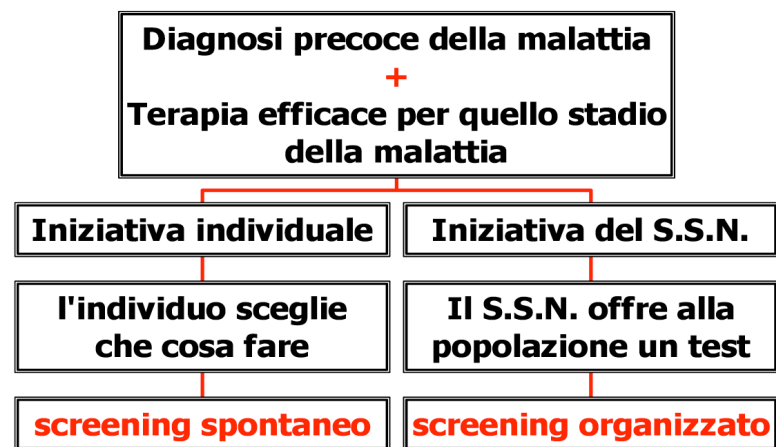 Diagnosi precoce della malattia
+
Terapia efficace per quello stadio
della malattia
Iniziativa individuale
Iniziativa del S.S.N.
l'individuo sceglie
che cosa fare
Il S.S.N. offre alla
popolazione un test
screening spontaneo
screening organizzato